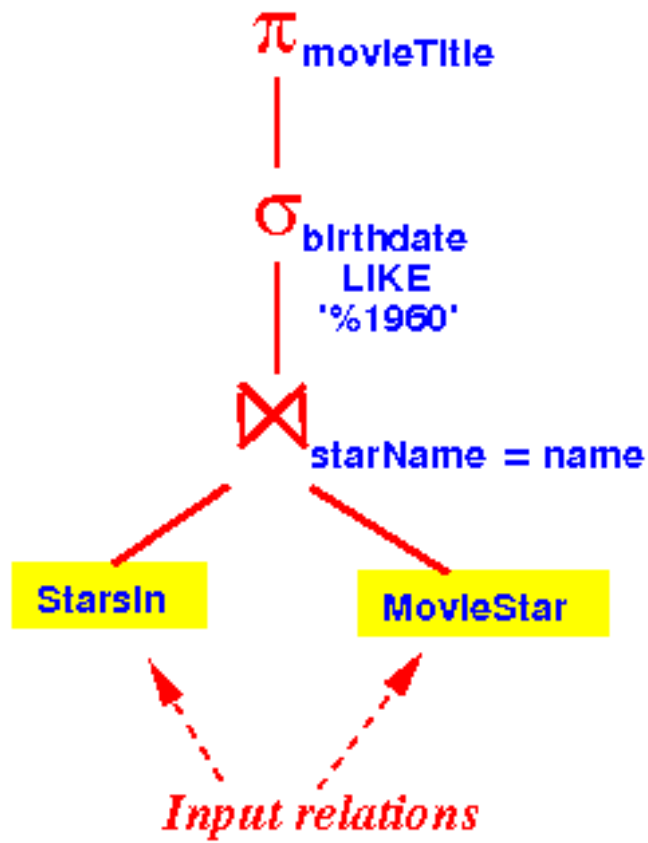 π movieTitle
σ birthdate
LIKE
'%1960'
⋈ starName = name
StarsIn
MovieStar
Input relations